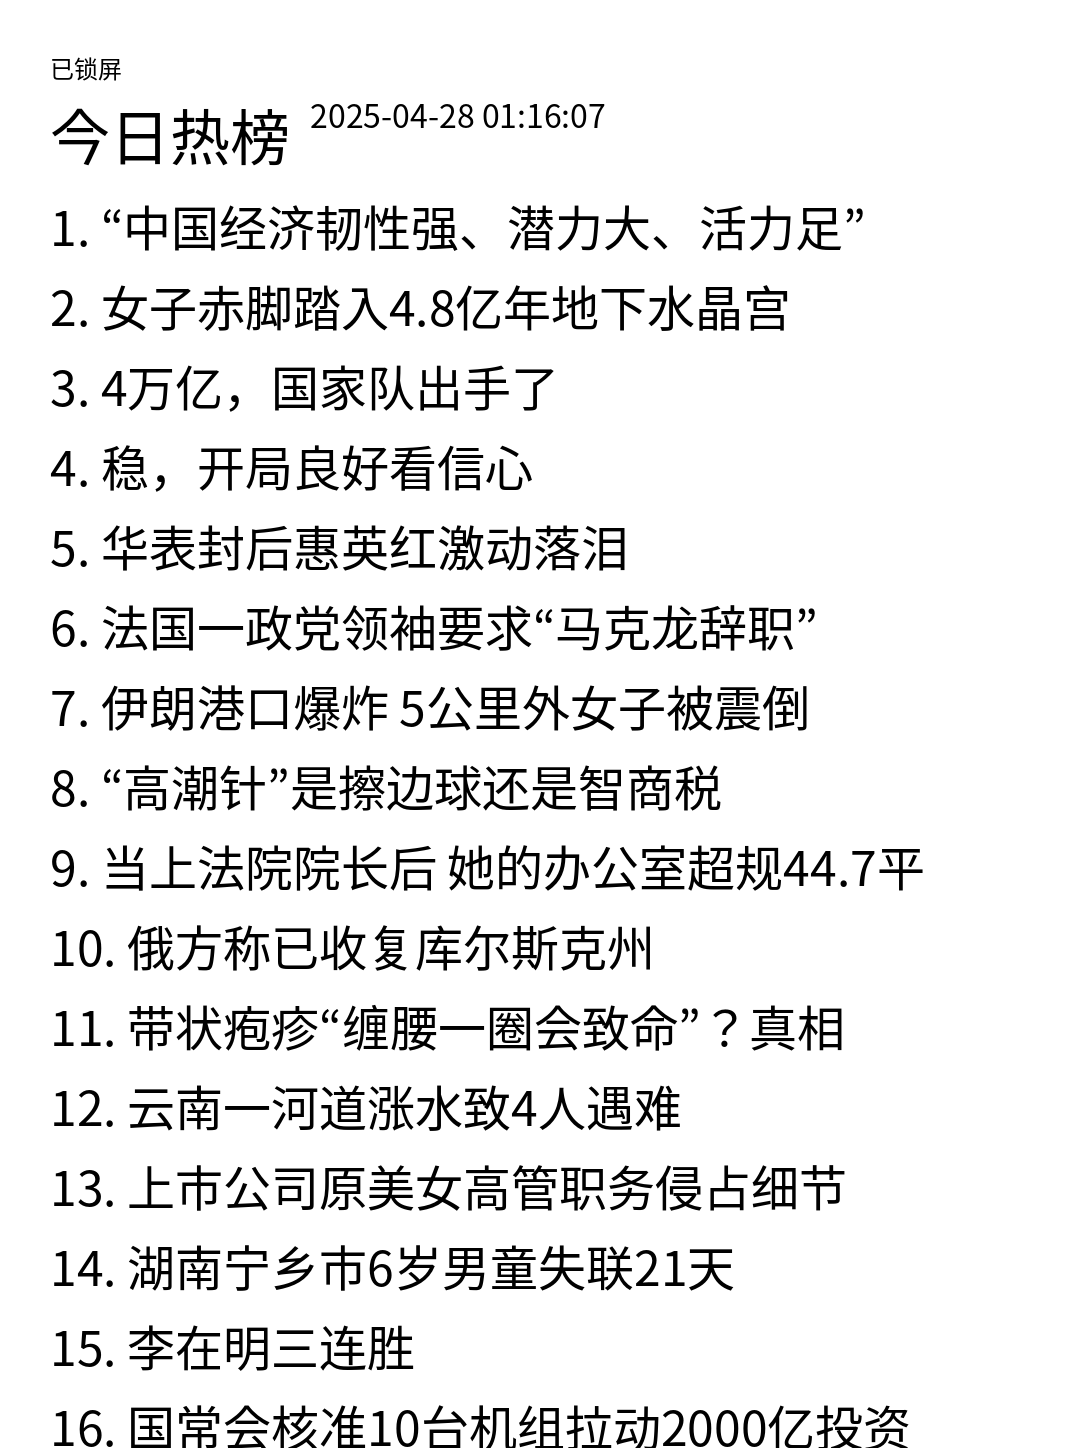 已锁屏
今日热榜 2025-04-28 01:16:07
1. “中国经济韧性强、潜力大、活力足”
2. 女子赤脚踏入4.8亿年地下水晶宫
3. 4万亿，国家队出手了
4. 稳，开局良好看信心
5. 华表封后惠英红激动落泪
6. 法国一政党领袖要求“马克龙辞职”
7. 伊朗港口爆炸 5公里外女子被震倒
8. “高潮针”是擦边球还是智商税
9. 当上法院院长后 她的办公室超规44.7平
10. 俄方称已收复库尔斯克州
11. 带状疱疹“缠腰一圈会致命”？真相
12. 云南一河道涨水致4人遇难
13. 上市公司原美女高管职务侵占细节
14. 湖南宁乡市6岁男童失联21天
15. 李在明三连胜
16. 国常会核准10台机组拉动2000亿投资